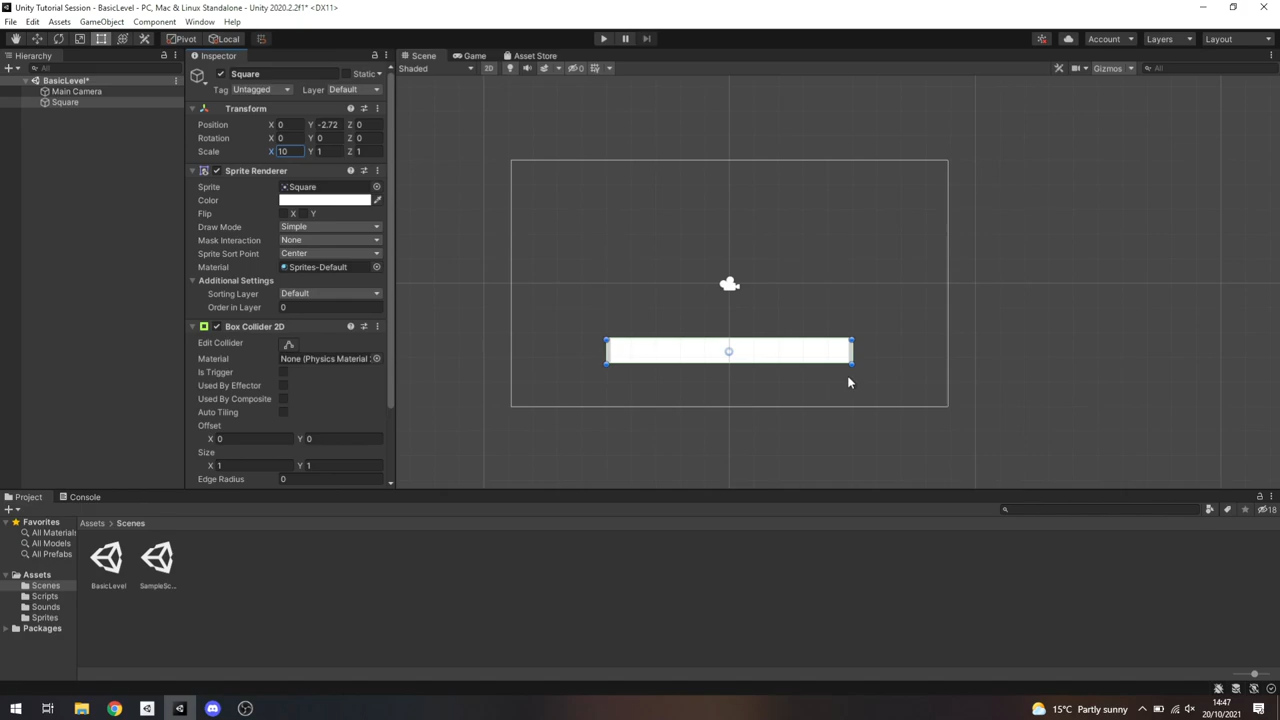 Unity Tutorial Session - BasicLevel - PC, Mac & Linux Standalone - Unity 2020.2.2f1* <DX11>
File Edit Assets GameObject Component Window Help
Pivot Local Account Layers Layout
Hierarchy
All
BasicLevel*
Main Camera
Square
Inspector
Square Static
Tag Untagged Layer Default
Transform
Position X 0 Y -2.72 Z 0
Rotation X 0 Y 0 Z 0
Scale X 10 Y 1 Z 1
Sprite Renderer
Sprite Square
Color
Flip X Y
Draw Mode Simple
Mask Interaction None
Sprite Sort Point Center
Material Sprites-Default
Additional Settings
Sorting Layer Default
Order in Layer 0
Box Collider 2D
Edit Collider
Material None (Physics Material
Is Trigger
Used By Effector
Used By Composite
Auto Tiling
Offset
X 0 Y 0
Size
X 1 Y 1
Edge Radius 0
Scene Game Asset Store
Shaded 2D 0 Gizmos All
Project Console
18
Favorites
All Materials
All Models
All Prefabs
Assets
Scenes
Scripts
Sounds
Sprites
Packages
Assets > Scenes
BasicLevel SampleSc...
15°C Partly sunny
14:47
20/10/2021